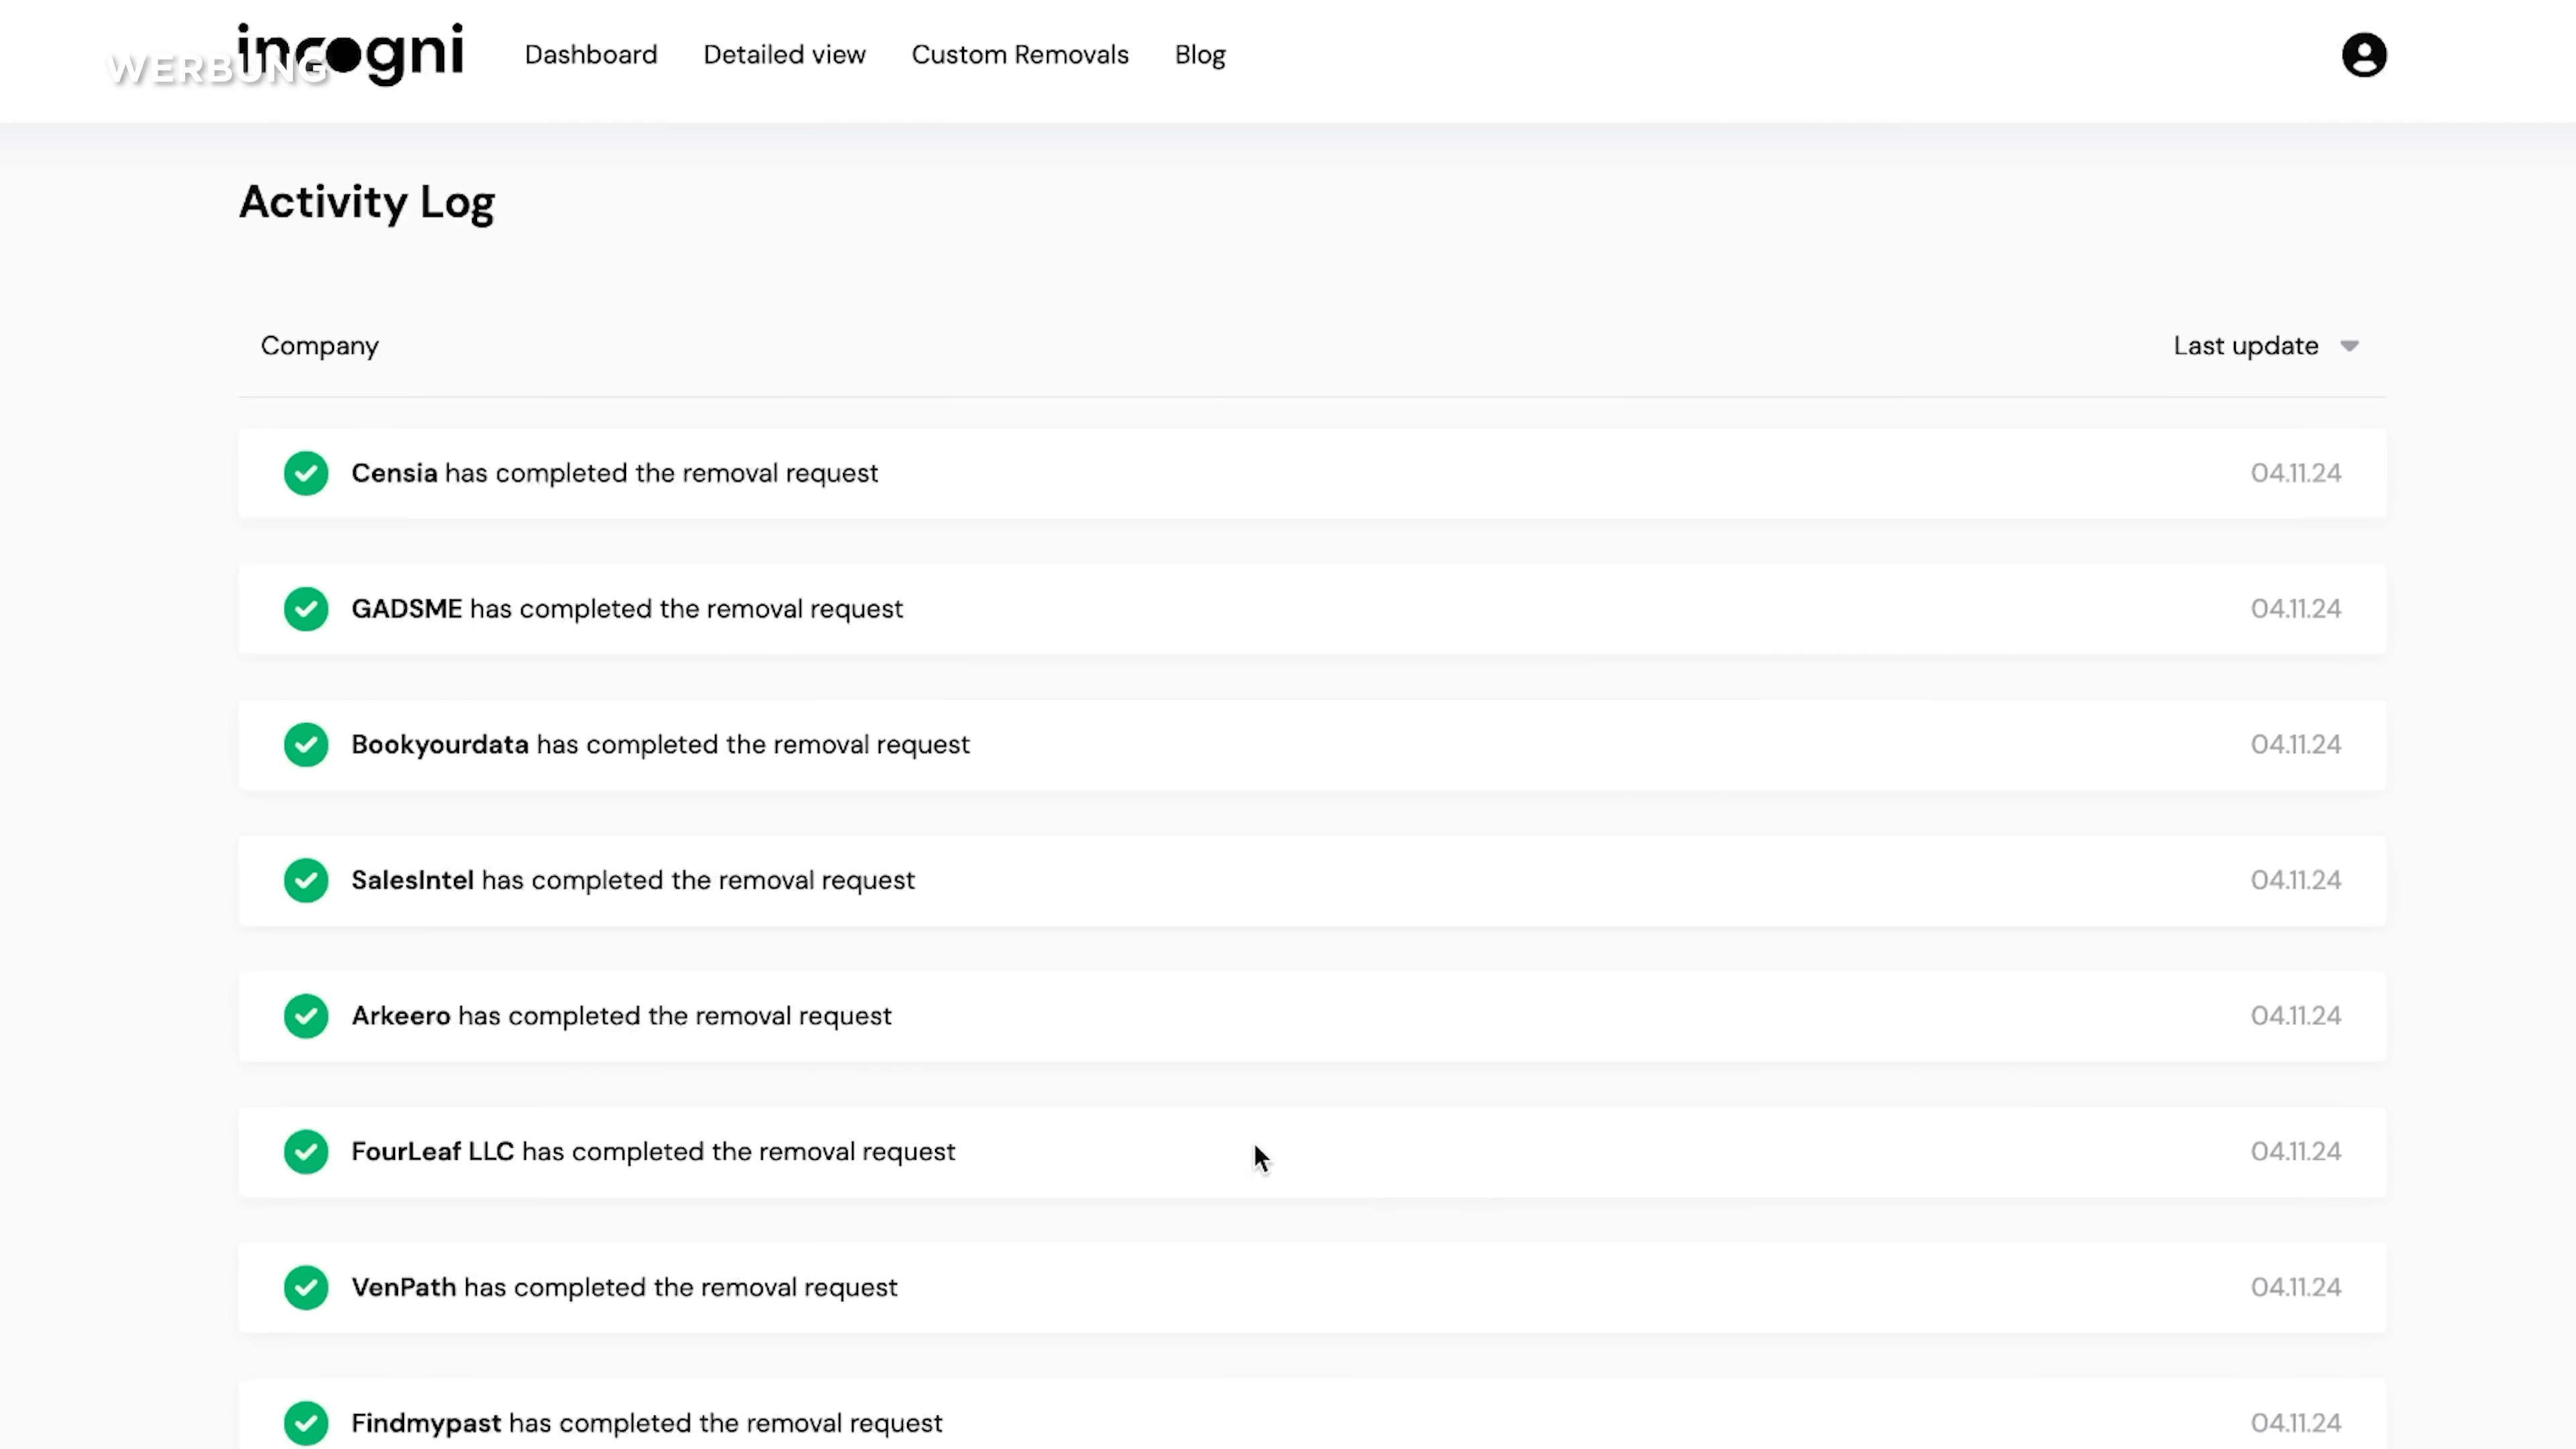 WERBUNG
incogni Dashboard Detailed view Custom Removals Blog
Activity Log
Company Last update
Censia has completed the removal request 04.11.24
GADSME has completed the removal request 04.11.24
Bookyourdata has completed the removal request 04.11.24
SalesIntel has completed the removal request 04.11.24
Arkeero has completed the removal request 04.11.24
FourLeaf LLC has completed the removal request 04.11.24
VenPath has completed the removal request 04.11.24
Findmypast has completed the removal request 04.11.24